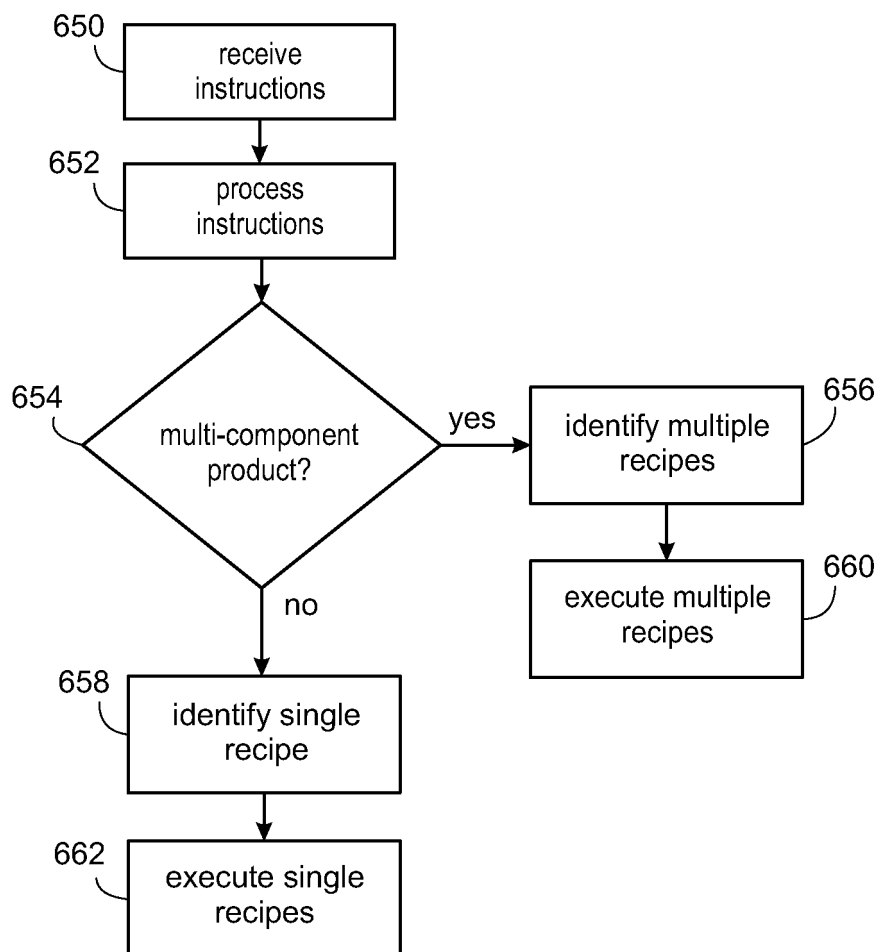 650
receive
instructions
652
process
instructions
654
multi-component
product?
yes
656
identify multiple
recipes
660
execute multiple
recipes
no
658
identify single
recipe
662
execute single
recipes